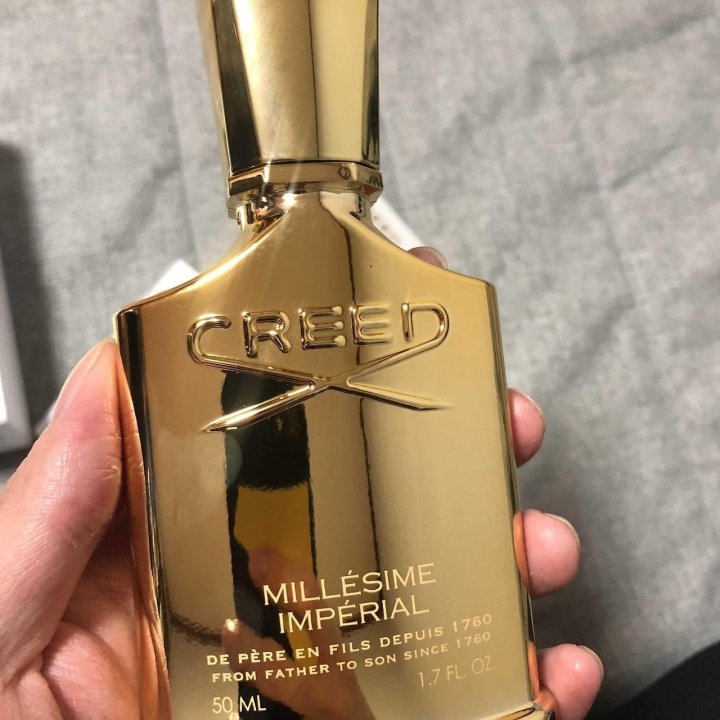 CREED
MILLÉSIME
IMPÉRIAL
DE PÈRE EN FILS DEPUIS 1760
FROM FATHER TO SON SINCE 1760
50 ML 1.7 FL. OZ.